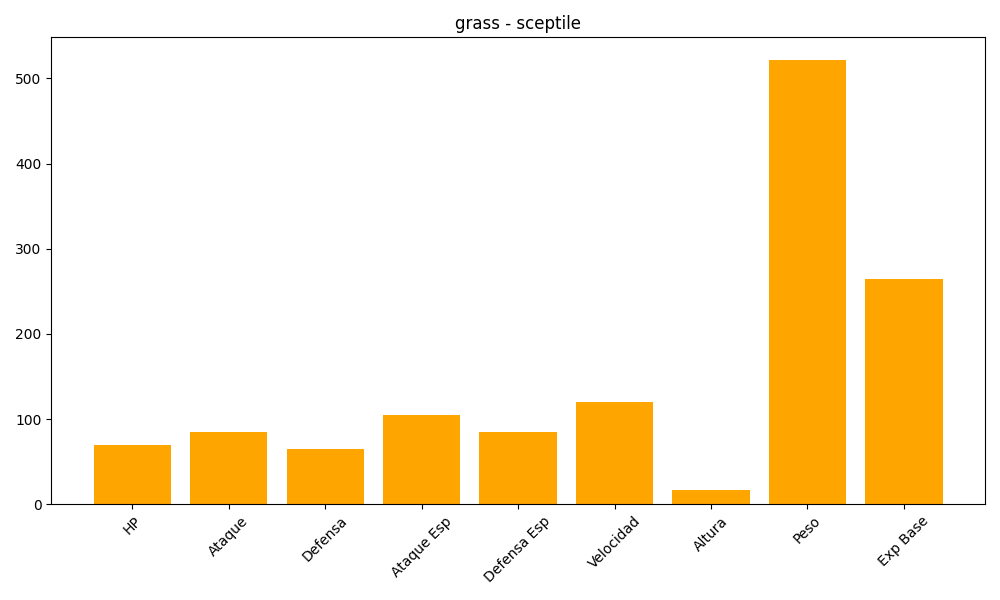 grass - sceptile
500
400
300
200
100
0
HP
Ataque
Defensa
Ataque Esp
Defensa Esp
Velocidad
Altura
Peso
Exp Base